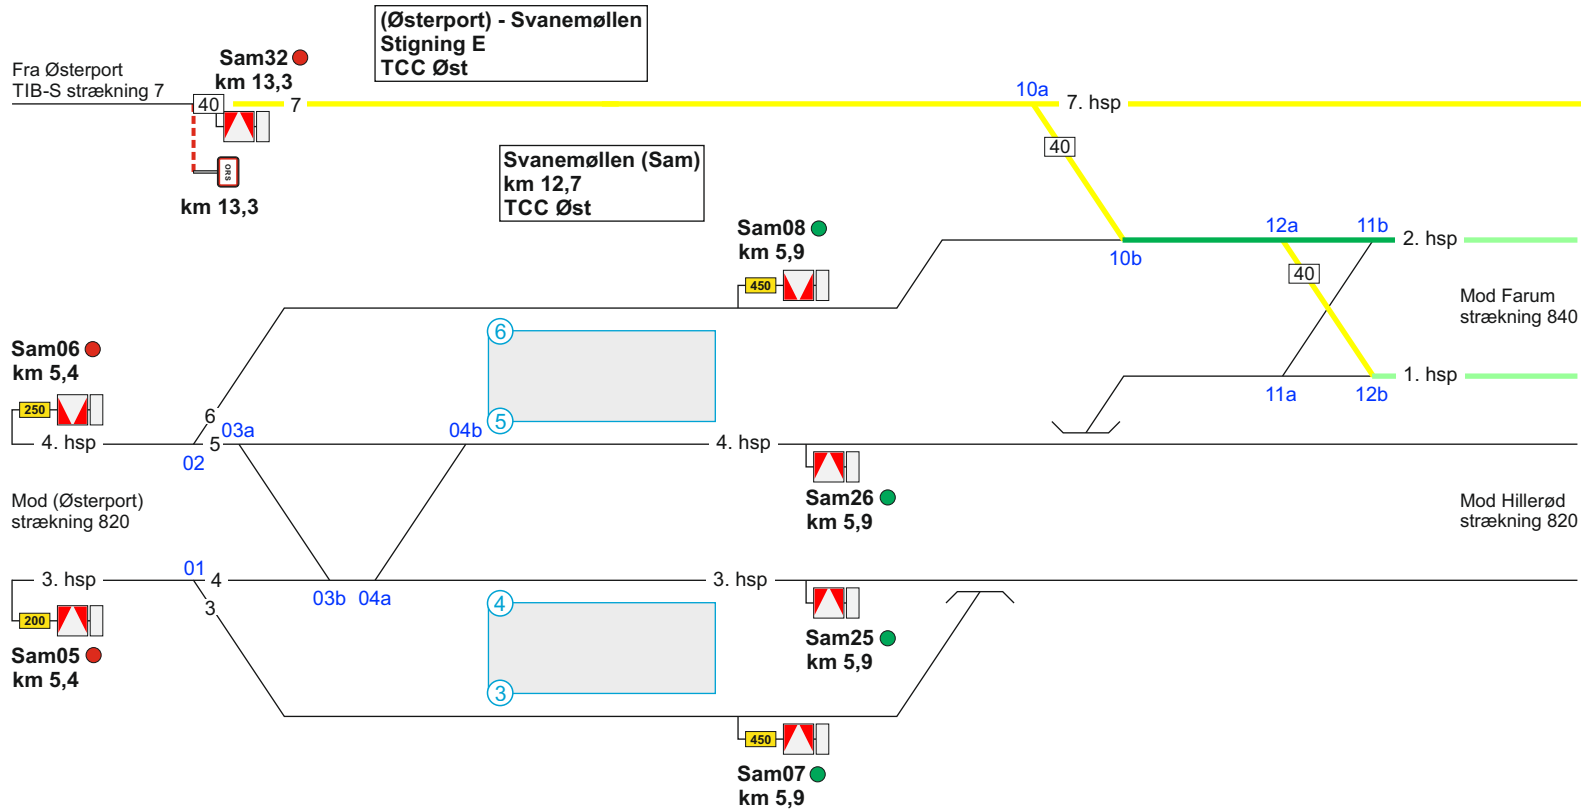 (Østerport) - Svanemøllen
Stigning E
TCC Øst
Sam32
km 13,3
Fra Østerport
TIB-S strækning 7
40
7
10a
7. hsp
ORS
km 13,3
40
Svanemøllen (Sam)
km 12,7
TCC Øst
Sam08
km 5,9
450
10b
12a
11b
2. hsp
40
Mod Farum
strækning 840
6
5
Sam06
km 5,4
250
6
4. hsp
5
03a
02
04b
4. hsp
11a
12b
1. hsp
Sam26
km 5,9
Mod (Østerport)
strækning 820
Mod Hillerød
strækning 820
01
3. hsp
4
3
03b
04a
3. hsp
200
Sam05
km 5,4
4
3
Sam25
km 5,9
450
Sam07
km 5,9